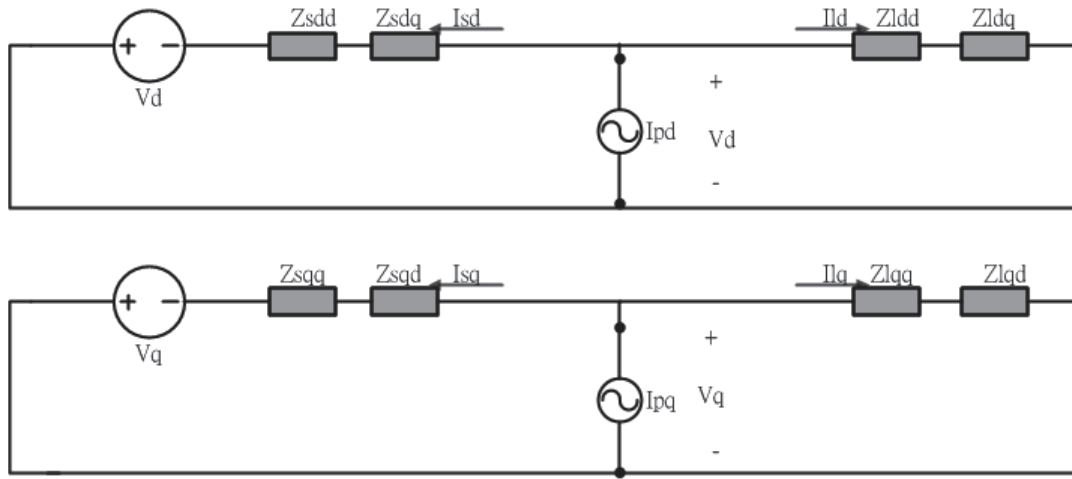 Zsdd Zsdq Isd Ild Zldd Zldq
+ −
Vd
+
Ipd Vd
-
Zsqq Zsqd Isq Ilq Zlqq Zlqd
+ −
Vq
+
Ipq Vq
-